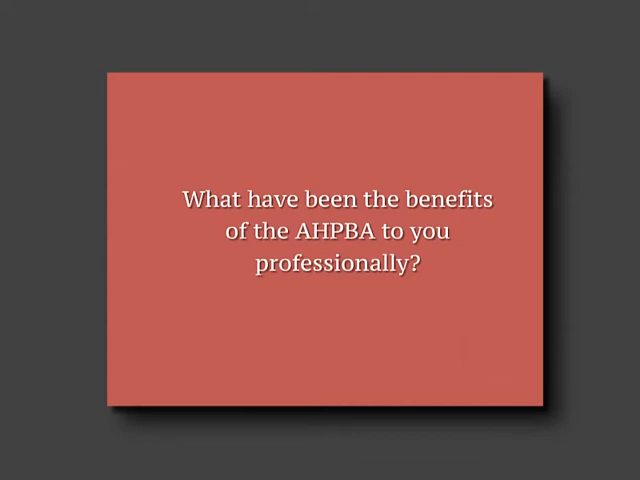 What have been the benefits
of the AHPBA to you
professionally?